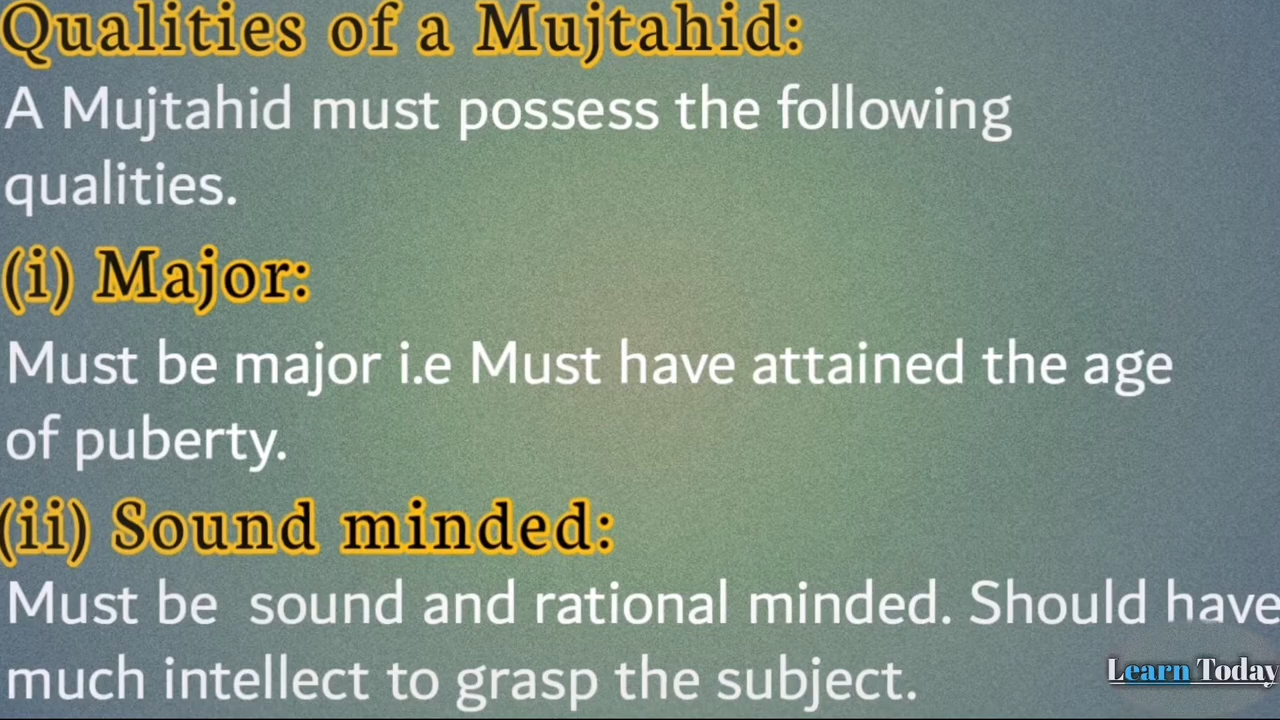 Qualities of a Mujtahid:
A Mujtahid must possess the following
qualities.
(i) Major:
Must be major i.e Must have attained the age
of puberty.
(ii) Sound minded:
Must be  sound and rational minded. Should have
much intellect to grasp the subject.
Learn Today